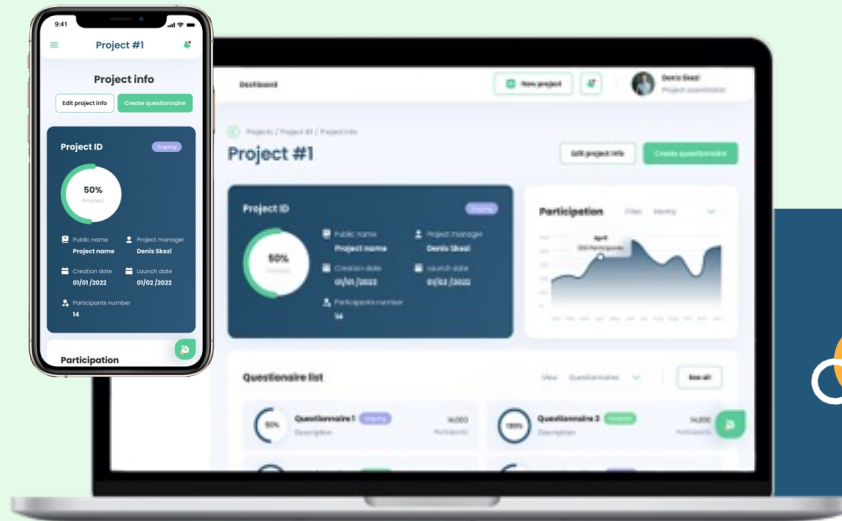 9:41
Project #1
Project info
Edit project info
Create questionnaire
Project ID
Ongoing
50%
Finished
Public name
Project name
Project manager
Denis Skezi
Creation date
01/01 /2022
Launch date
01/02 /2022
Participants number
14
Participation
Dashboard
New project
Denis Skezi
Project coordinator
Projects / Project #1 / Project info
Project #1
Edit project info
Create questionnaire
Project ID
Ongoing
50%
Public name
Project name
Project manager
Denis Skezi
Creation date
01/01 /2022
Launch date
01/02 /2022
Participants number
14
Participation
Filter
April
Participants
Questionaire list
View
Questionnaires
See all
50%
Questionnaire 1
Ongoing
Description
14,000
Participants
100%
Questionnaire 2
Description
14,000
Participants